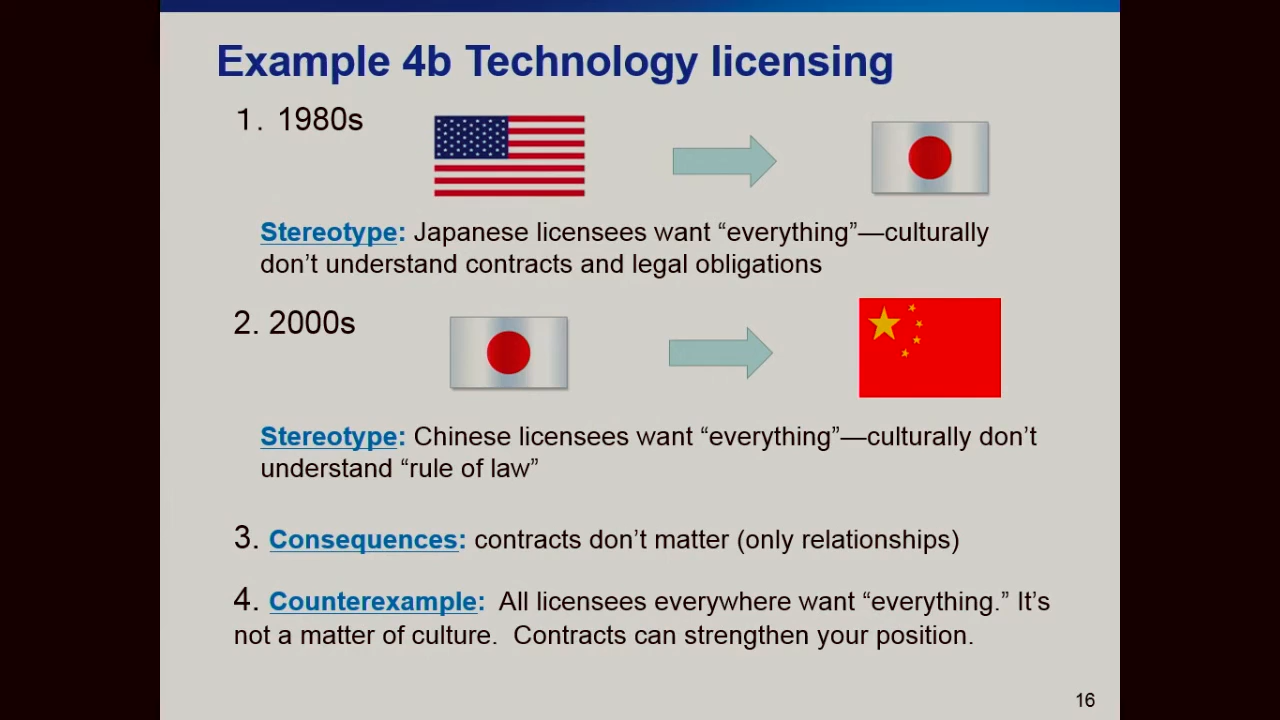 Example 4b Technology licensing
1. 1980s
Stereotype: Japanese licensees want “everything”—culturally
don’t understand contracts and legal obligations
2. 2000s
Stereotype: Chinese licensees want “everything”—culturally don’t
understand “rule of law”
3. Consequences: contracts don’t matter (only relationships)
4. Counterexample: All licensees everywhere want “everything.” It’s
not a matter of culture. Contracts can strengthen your position.
16